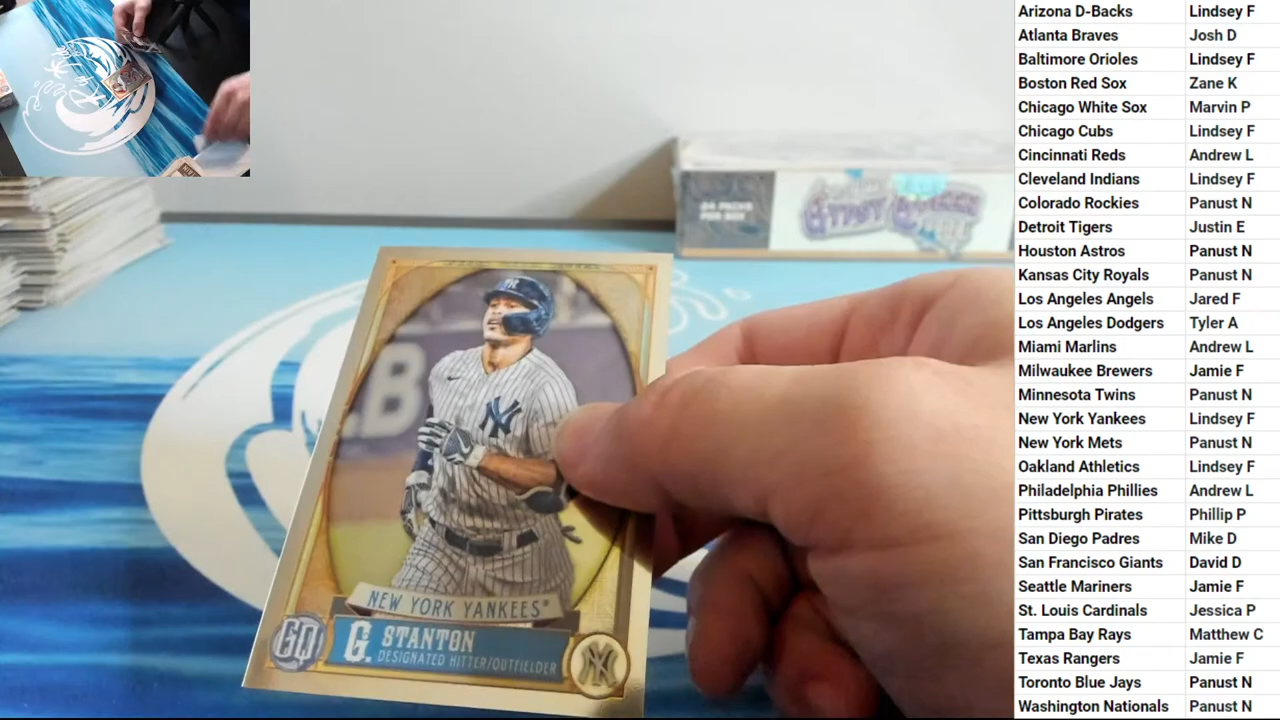 24 PACKS
PER BOX
GYPSY QUEEN
LB
NY
NY
NEW YORK YANKEES®
GQ
G. STANTON
DESIGNATED HITTER/OUTFIELDER
NY
Arizona D-Backs Lindsey F
Atlanta Braves Josh D
Baltimore Orioles Lindsey F
Boston Red Sox Zane K
Chicago White Sox Marvin P
Chicago Cubs Lindsey F
Cincinnati Reds Andrew L
Cleveland Indians Lindsey F
Colorado Rockies Panust N
Detroit Tigers Justin E
Houston Astros Panust N
Kansas City Royals Panust N
Los Angeles Angels Jared F
Los Angeles Dodgers Tyler A
Miami Marlins Andrew L
Milwaukee Brewers Jamie F
Minnesota Twins Panust N
New York Yankees Lindsey F
New York Mets Panust N
Oakland Athletics Lindsey F
Philadelphia Phillies Andrew L
Pittsburgh Pirates Phillip P
San Diego Padres Mike D
San Francisco Giants David D
Seattle Mariners Jamie F
St. Louis Cardinals Jessica P
Tampa Bay Rays Matthew C
Texas Rangers Jamie F
Toronto Blue Jays Panust N
Washington Nationals Panust N